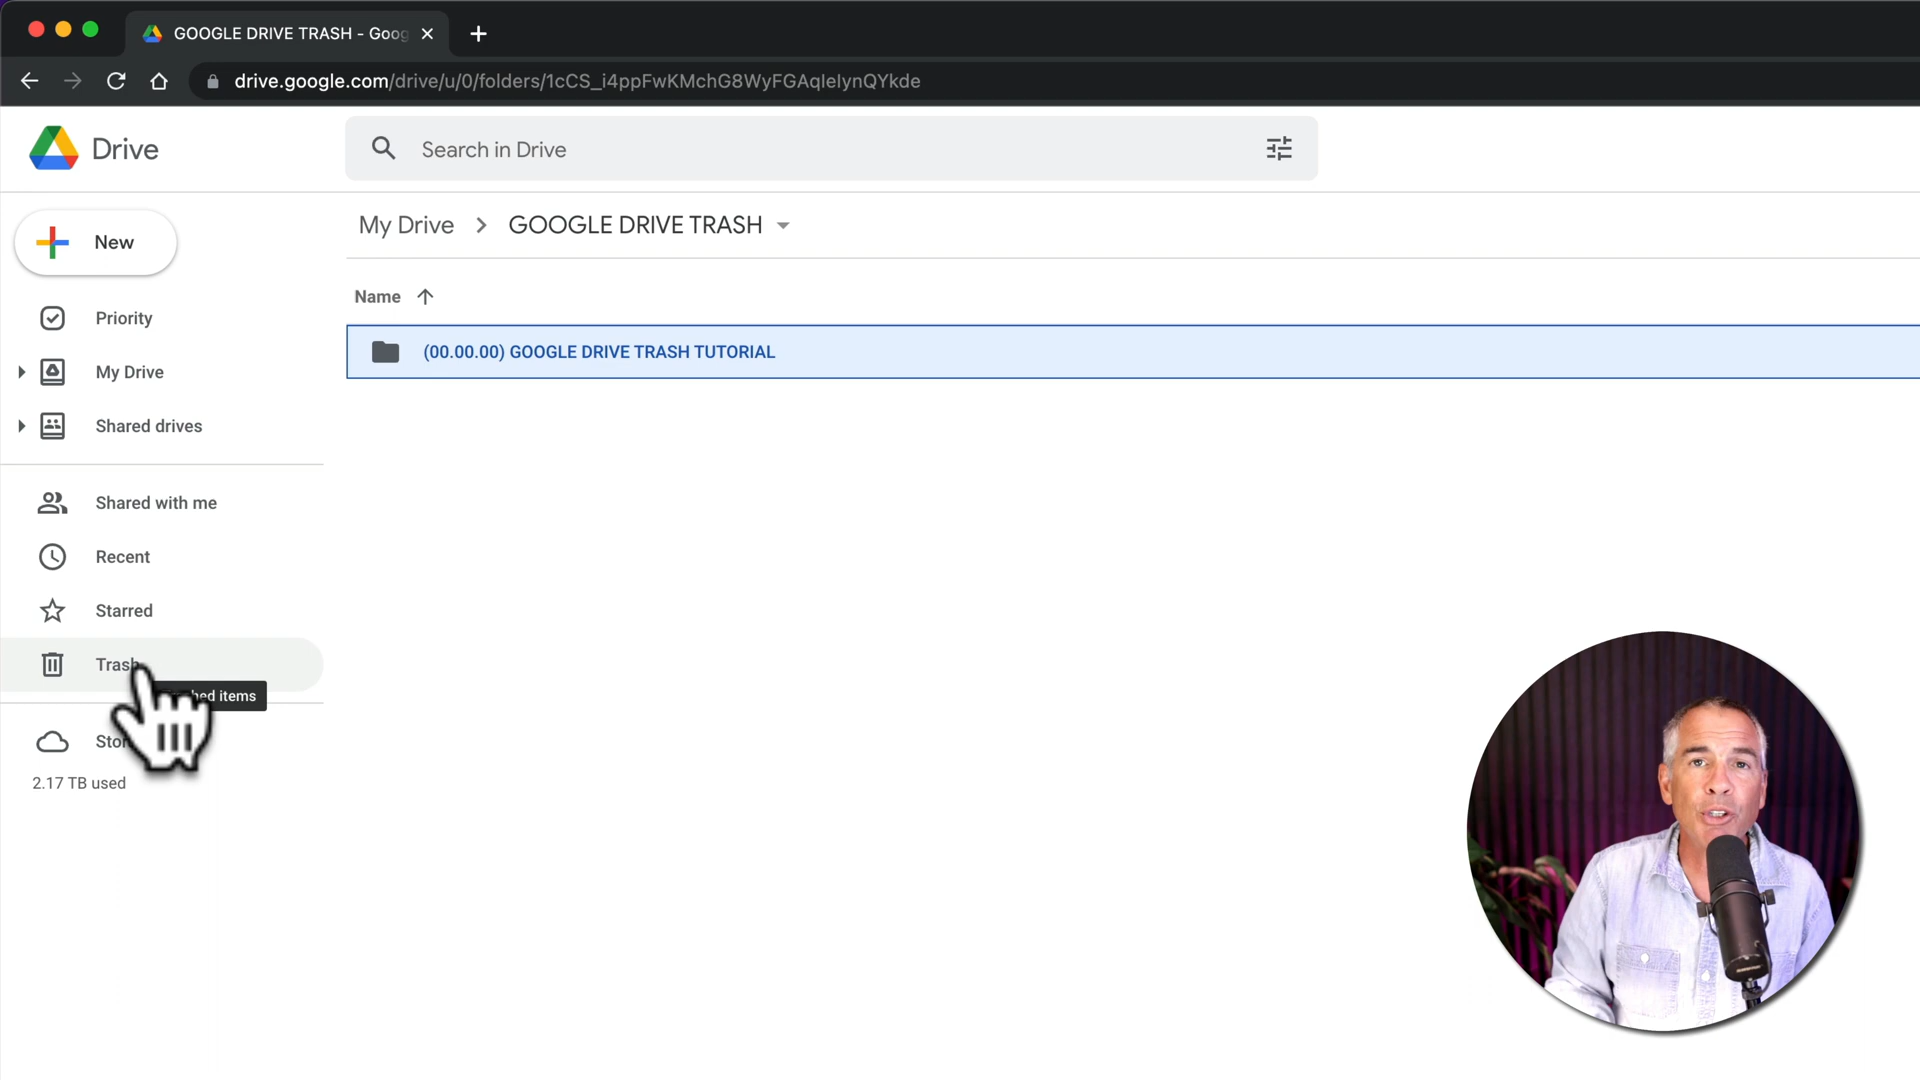 GOOGLE DRIVE TRASH - Goog
drive.google.com/drive/u/0/folders/1cCS_i4ppFwKMchG8WyFGAqlelynQYkde
Drive
Search in Drive
New
My Drive
GOOGLE DRIVE TRASH
Name
(00.00.00) GOOGLE DRIVE TRASH TUTORIAL
Priority
My Drive
Shared drives
Shared with me
Recent
Starred
Trash
items
2.17 TB used